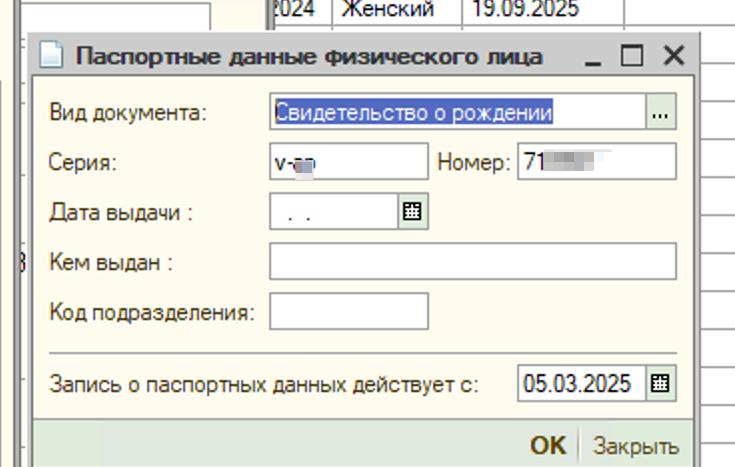 2024 Женский 19.09.2025
Паспортные данные физического лица
Вид документа: Свидетельство о рождении ...
Серия: Номер: 71
Дата выдачи : . .
Кем выдан :
Код подразделения:
Запись о паспортных данных действует с: 05.03.2025
OK Закрыть